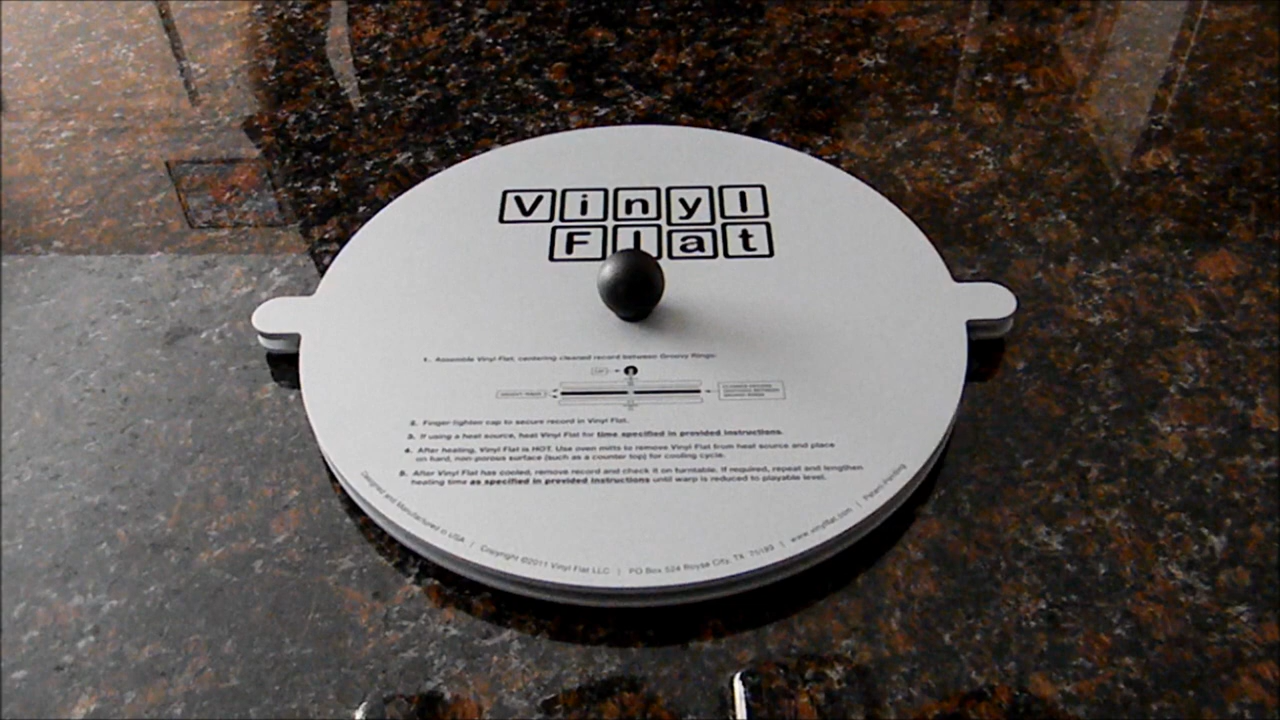 Vinyl
Flat
1. Assemble Vinyl Flat, centering cleaned record between Groovy Rings:
2. Finger-tighten cap to secure record in Vinyl Flat.
3. If using a heat source, heat Vinyl Flat for time specified in provided instructions.
4. After heating, Vinyl Flat is HOT. Use oven mitts to remove Vinyl Flat from heat source and place
on hard, non-porous surface (such as a counter top) for cooling cycle.
5. After Vinyl Flat has cooled, remove record and check it on turntable. If required, repeat and lengthen
heating time as specified in provided instructions until warp is reduced to playable level.
Designed and Manufactured in USA | Copyright ©2011 Vinyl Flat LLC | PO Box 524 Royse City, TX 75189 | www.vinylflat.com | Patent-Pending